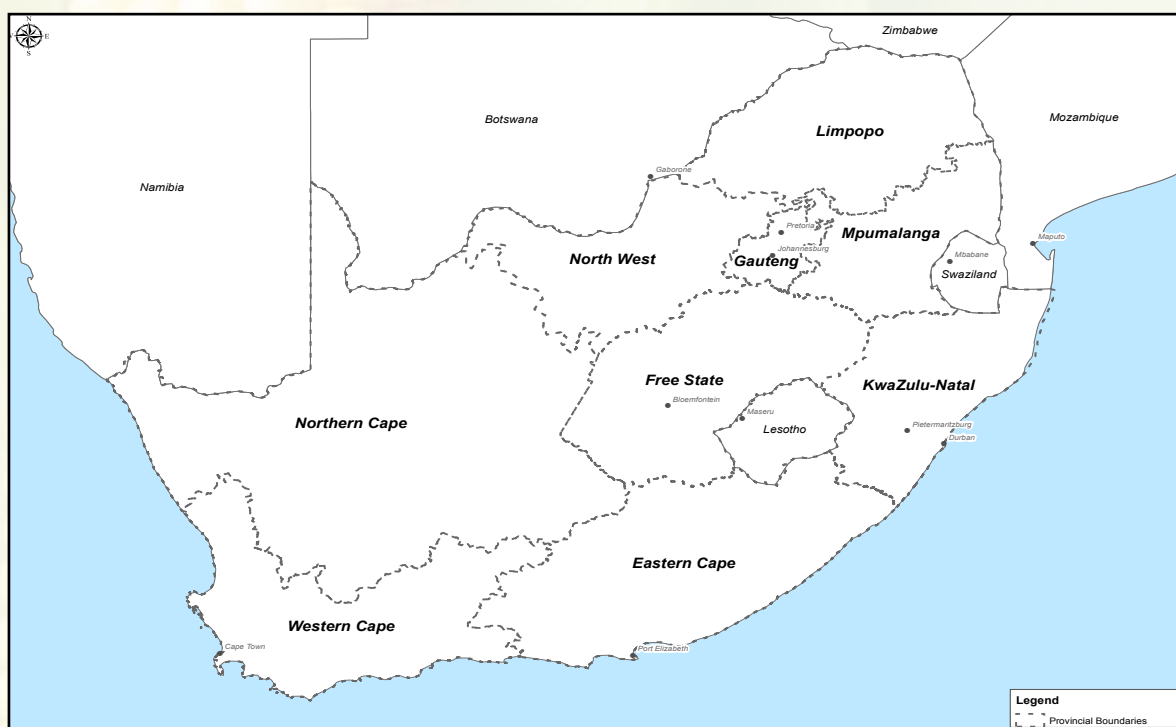 N
E
S
Zimbabwe
Mozambique
Botswana
Limpopo
Gaborone
Namibia
Pretoria
Mpumalanga
Maputo
North West
Johannesburg
Gauteng
Mbabane
Swaziland
Free State
KwaZulu-Natal
Bloemfontein
Maseru
Northern Cape
Lesotho
Pietermaritzburg
Durban
Eastern Cape
Western Cape
Cape Town
Port Elizabeth
Legend
Provincial Boundaries